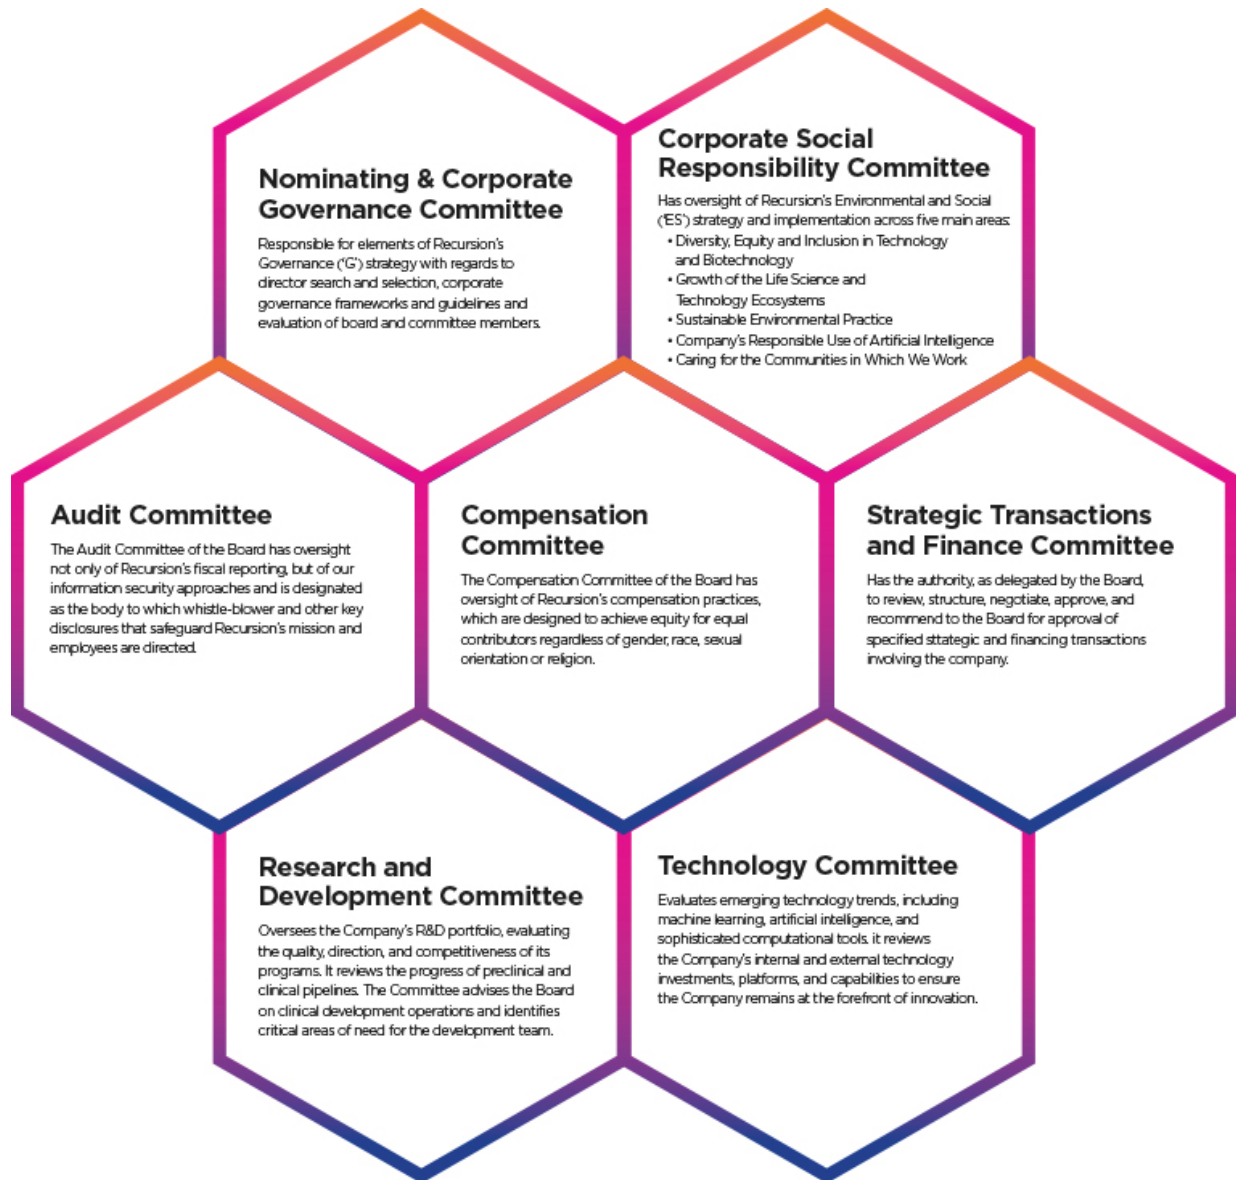 Nominating & Corporate
Governance Committee
Responsible for elements of Recursion's
Governance ('G') strategy with regards to
director search and selection, corporate
governance frameworks and guidelines and
evaluation of board and committee members.
Corporate Social
Responsibility Committee
Has oversight of Recursion's Environmental and Social
('ES') strategy and implementation across five main areas:
• Diversity, Equity and Inclusion in Technology
and Biotechnology
• Growth of the Life Science and
Technology Ecosystems
• Sustainable Environmental Practice
• Company's Responsible Use of Artificial Intelligence
• Caring for the Communities in Which We Work
Audit Committee
The Audit Committee of the Board has oversight
not only of Recursion's fiscal reporting, but of our
information security approaches and is designated
as the body to which whistle-blower and other key
disclosures that safeguard Recursion's mission and
employees are directed.
Compensation
Committee
The Compensation Committee of the Board has
oversight of Recursion's compensation practices,
which are designed to achieve equity for equal
contributors regardless of gender, race, sexual
orientation or religion.
Strategic Transactions
and Finance Committee
Has the authority, as delegated by the Board,
to review, structure, negotiate, approve, and
recommend to the Board for approval of
specified sttategic and financing transactions
involving the company.
Research and
Development Committee
Oversees the Company's R&D portfolio, evaluating
the quality, direction, and competitiveness of its
programs. It reviews the progress of preclinical and
clinical pipelines. The Committee advises the Board
on clinical development operations and identifies
critical areas of need for the development team.
Technology Committee
Evaluates emerging technology trends, including
machine learning, artificial intelligence, and
sophisticated computational tools. it reviews
the Company's internal and external technology
investments, platforms, and capabilities to ensure
the Company remains at the forefront of innovation.